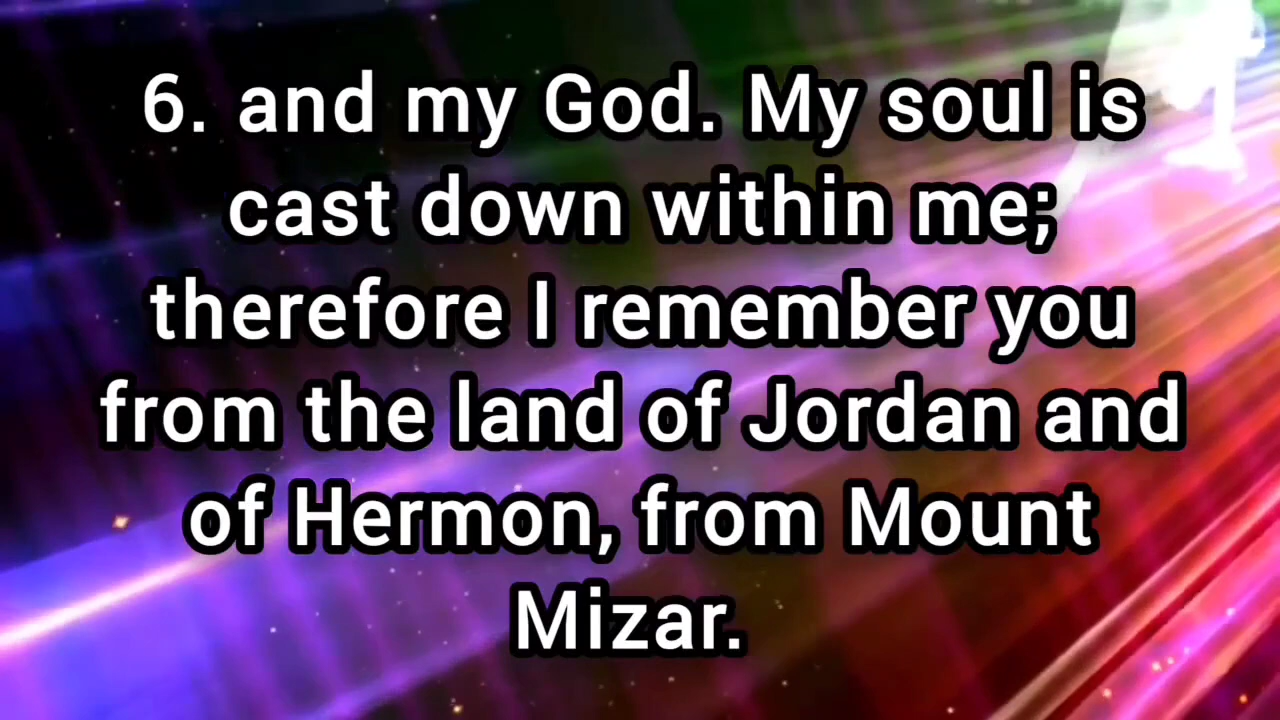 6. and my God. My soul is
cast down within me;
therefore I remember you
from the land of Jordan and
of Hermon, from Mount
Mizar.